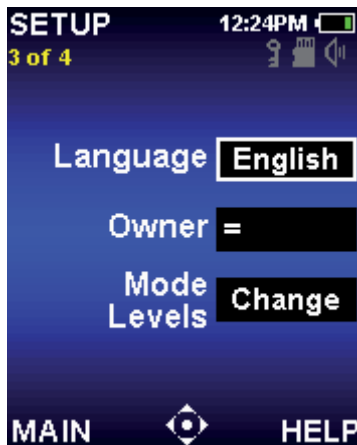 SETUP 12:24PM
3 of 4
Language English
Owner =
Mode
Levels Change
MAIN HELP